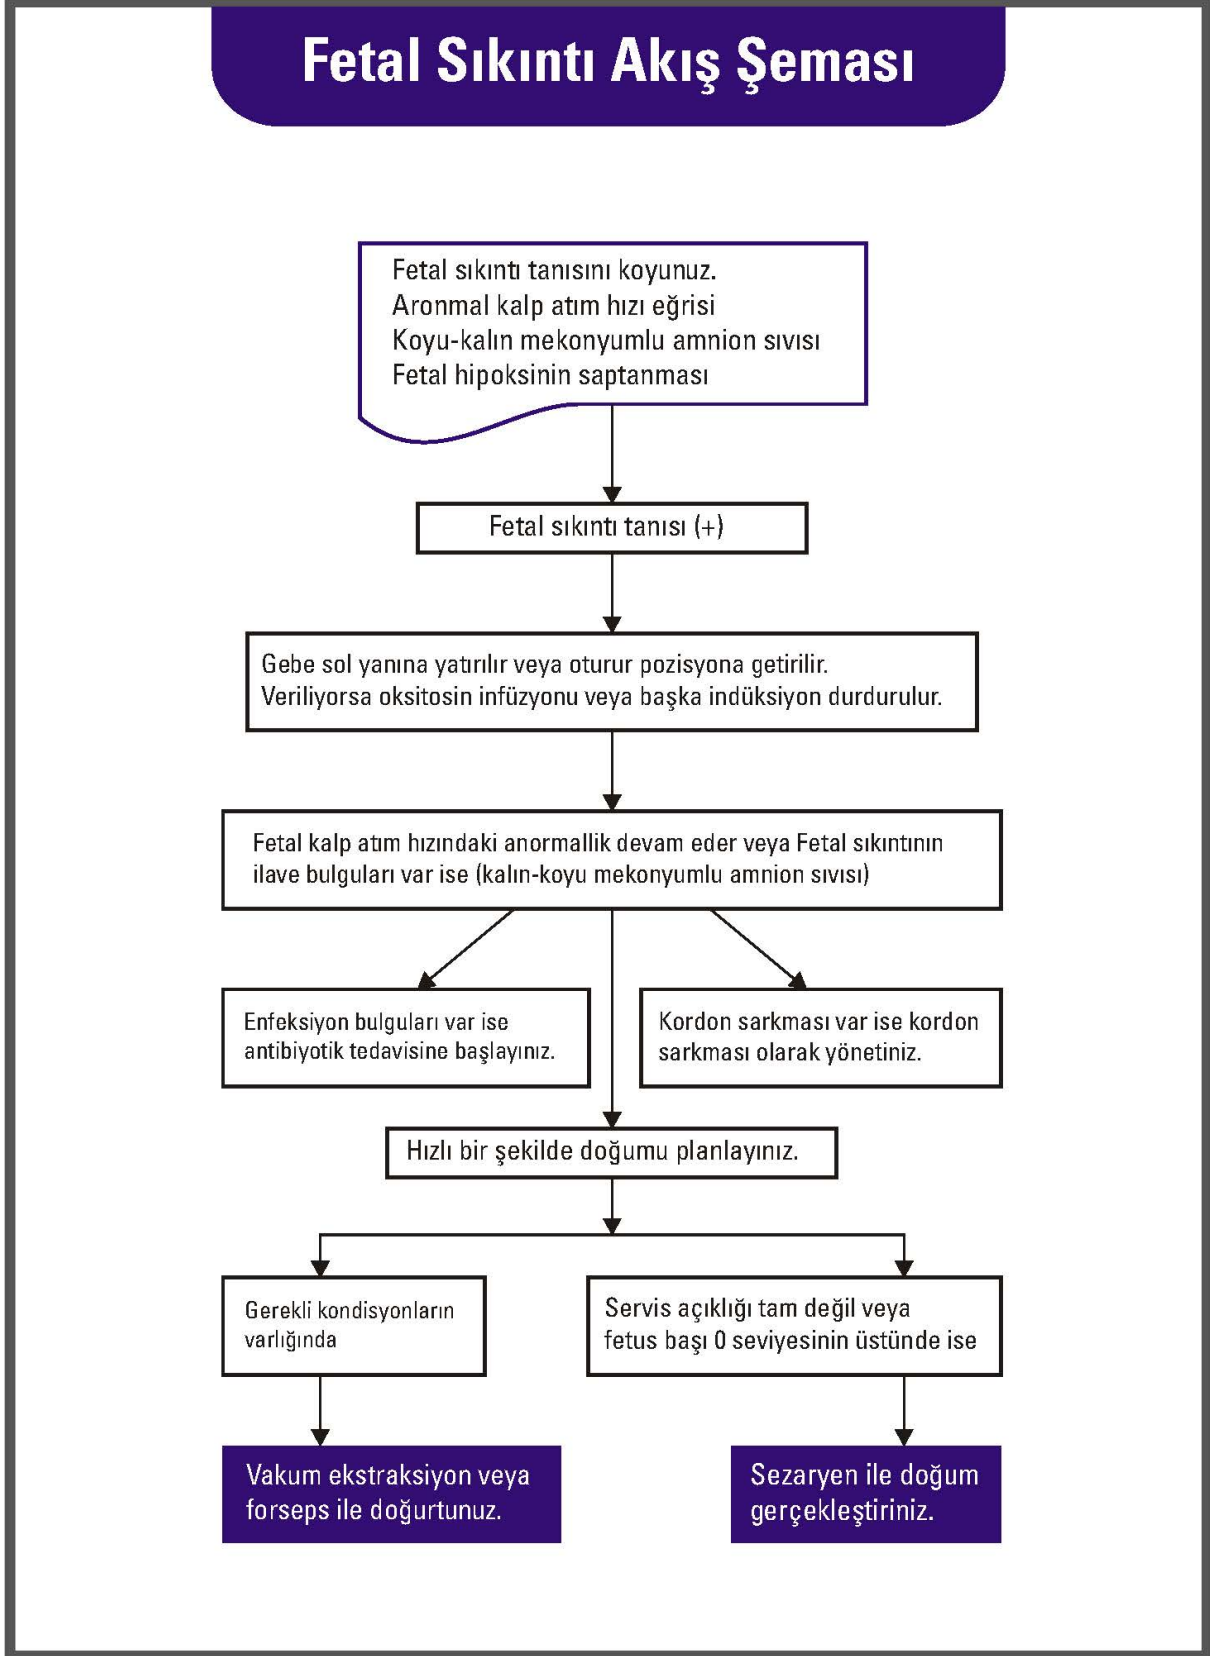 Fetal Sıkıntı Akış Şeması
Fetal sıkıntı tanısını koyunuz.
Aronmal kalp atım hızı eğrisi
Koyu-kalın mekonyumlu amnion sıvısı
Fetal hipoksinin saptanması
Fetal sıkıntı tanısı (+)
Gebe sol yanına yatırılır veya oturur pozisyona getirilir.
Veriliyorsa oksitosin infüzyonu veya başka indüksiyon durdurulur.
Fetal kalp atım hızındaki anormallik devam eder veya Fetal sıkıntının
ilave bulguları var ise (kalın-koyu mekonyumlu amnion sıvısı)
Enfeksiyon bulguları var ise
antibiyotik tedavisine başlayınız.
Kordon sarkması var ise kordon
sarkması olarak yönetiniz.
Hızlı bir şekilde doğumu planlayınız.
Gerekli kondisyonların
varlığında
Servis açıklığı tam değil veya
fetus başı 0 seviyesinin üstünde ise
Vakum ekstraksiyon veya
forseps ile doğurtunuz.
Sezaryen ile doğum
gerçekleştiriniz.